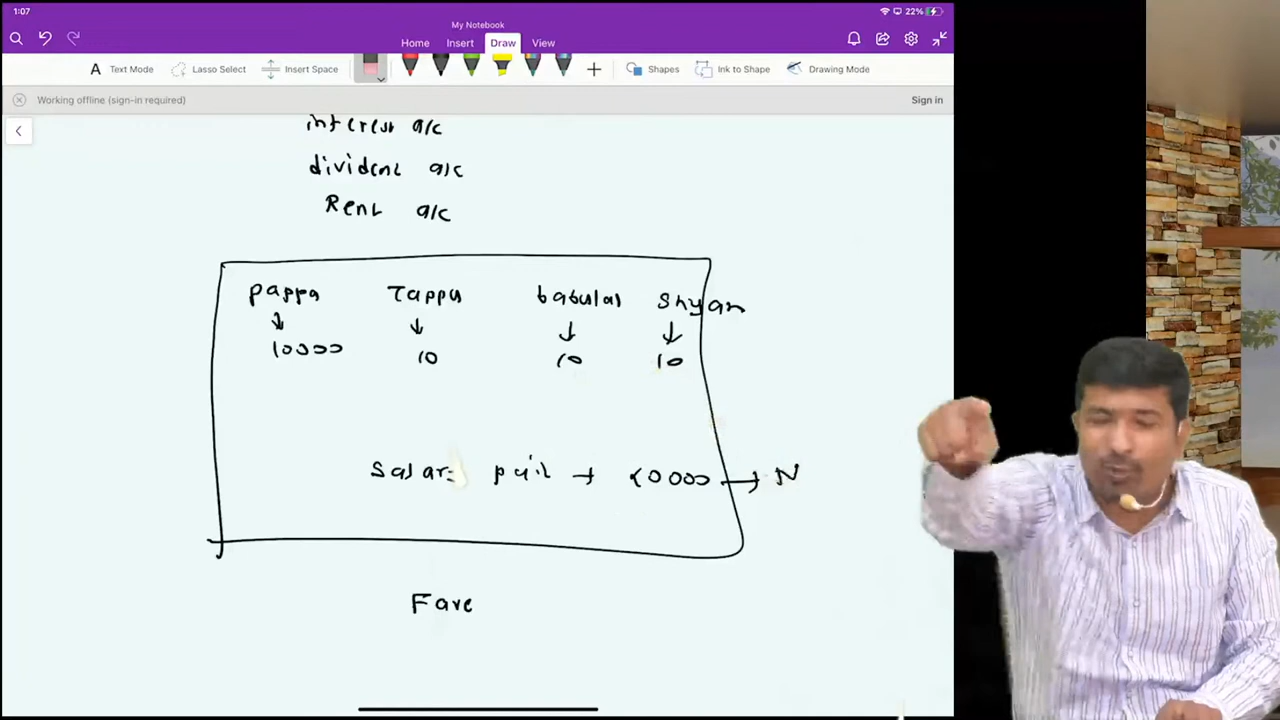 1:07
22%
My Notebook
Home Insert Draw View
Text Mode Lasso Select Insert Space Shapes Ink to Shape Drawing Mode
Working offline (sign-in required) Sign in
interest a/c
divident a/c
Rent a/c
pappu Tappu babulal Shyam
10000 10 10 10
Salary paid → 10000 → N
Fare